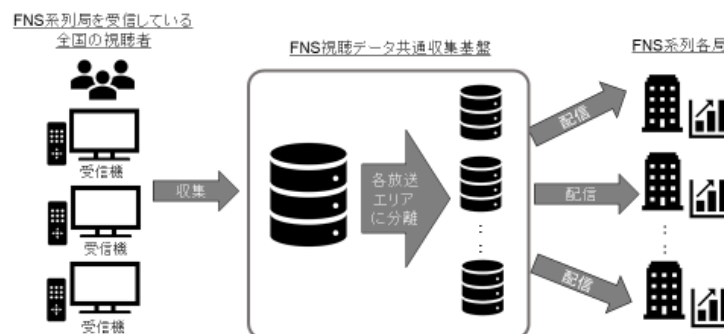 FNS系列局を受信している
全国の視聴者
FNS視聴データ共通収集基盤
FNS系列各局
受信機
受信機
受信機
収集
各放送
エリア
に分離
配信
配信
配信